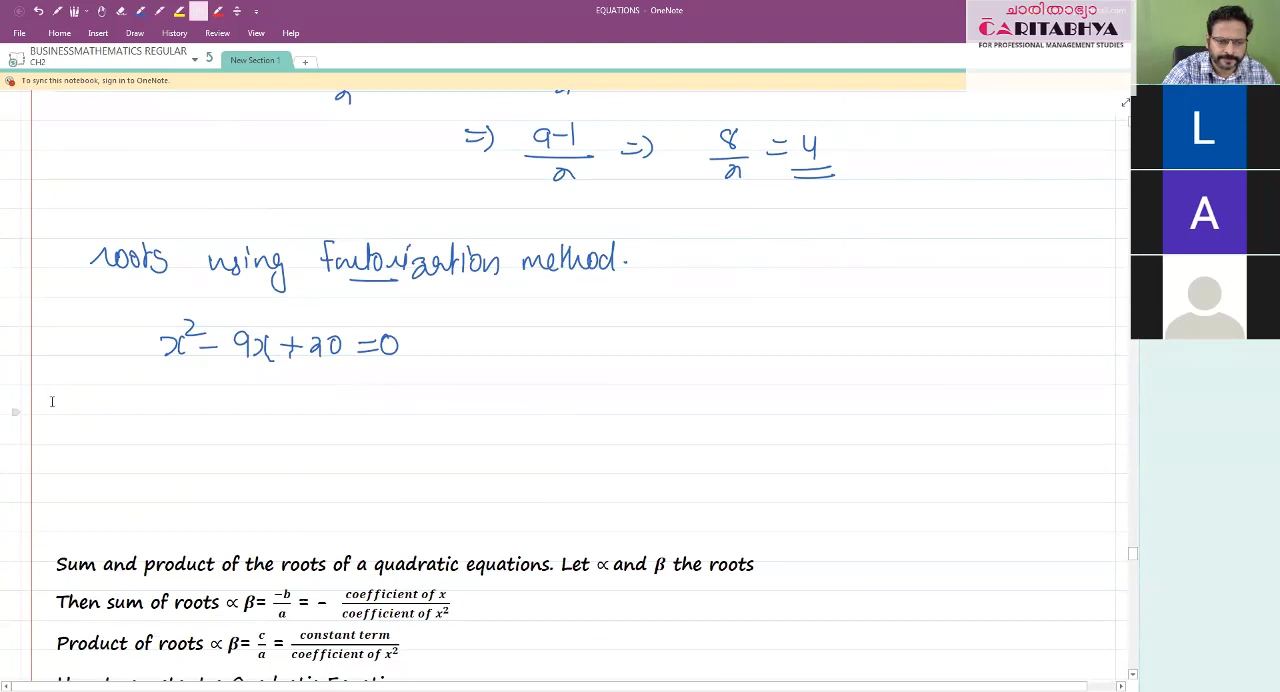 EQUATIONS - OneNote
ചാരിതാഭ്യാ
CARITABHYA
FOR PROFESSIONAL MANAGEMENT STUDIES
File Home Insert Draw History Review View Help
BUSINESSMATHEMATICS REGULAR
CH2
New Section 1
To sync this notebook, sign in to OneNote.
=) 9-1/2 =) 8/2 = 4
roots using factorization method.
x² - 9x + 20 = 0
Sum and product of the roots of a quadratic equations. Let ∝ and β the roots
Then sum of roots ∝ β= -b/a = - coefficient of x/coefficient of x²
Product of roots ∝ β= c/a = constant term/coefficient of x²
L
A